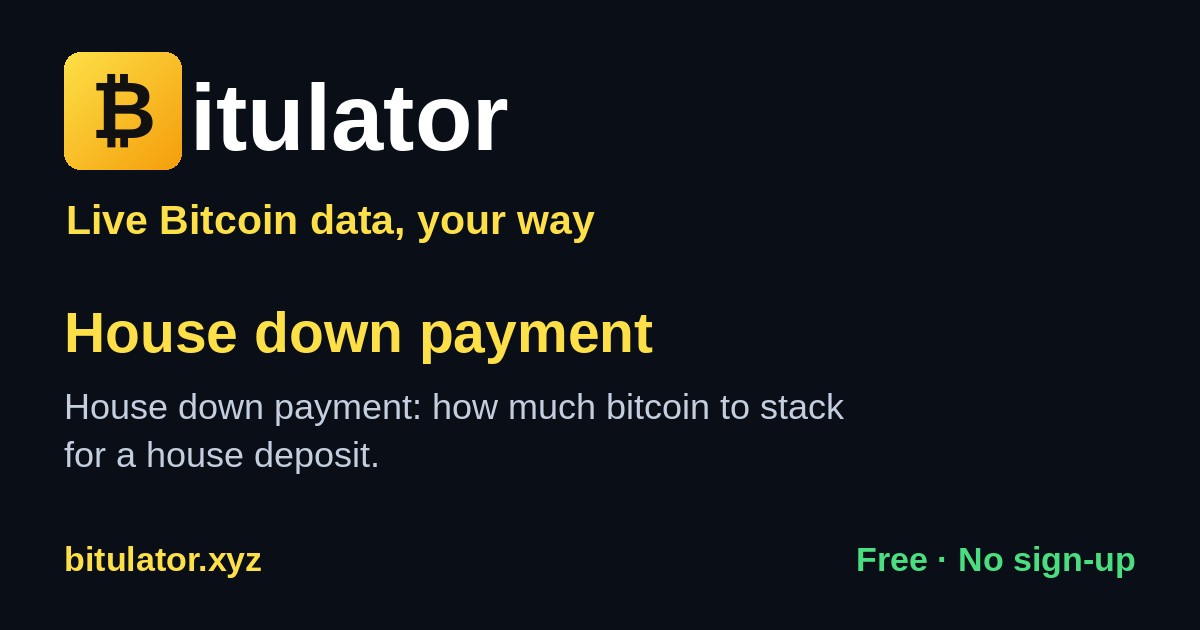 ₿itulator
Live Bitcoin data, your way
House down payment
House down payment: how much bitcoin to stack
for a house deposit.
bitulator.xyz
Free · No sign-up